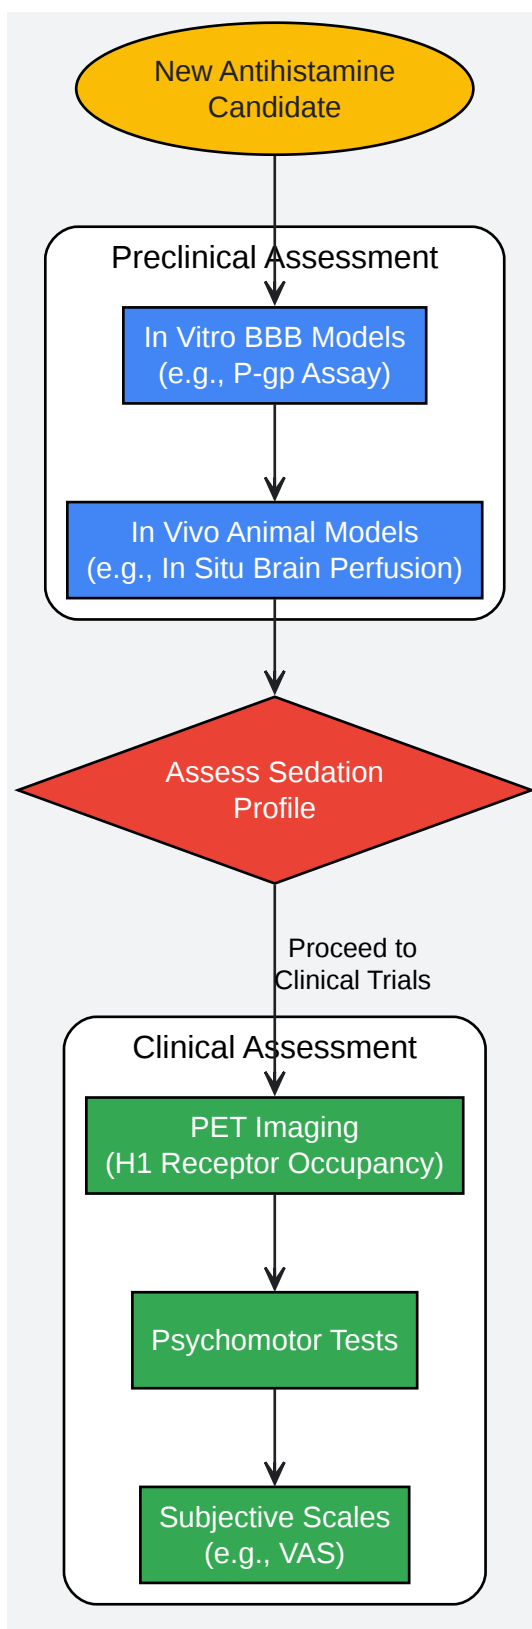 New Antihistamine
Candidate
Preclinical Assessment
In Vitro BBB Models
(e.g., P-gp Assay)
In Vivo Animal Models
(e.g., In Situ Brain Perfusion)
Assess Sedation
Profile
Proceed to
Clinical Trials
Clinical Assessment
PET Imaging
(H1 Receptor Occupancy)
Psychomotor Tests
Subjective Scales
(e.g., VAS)